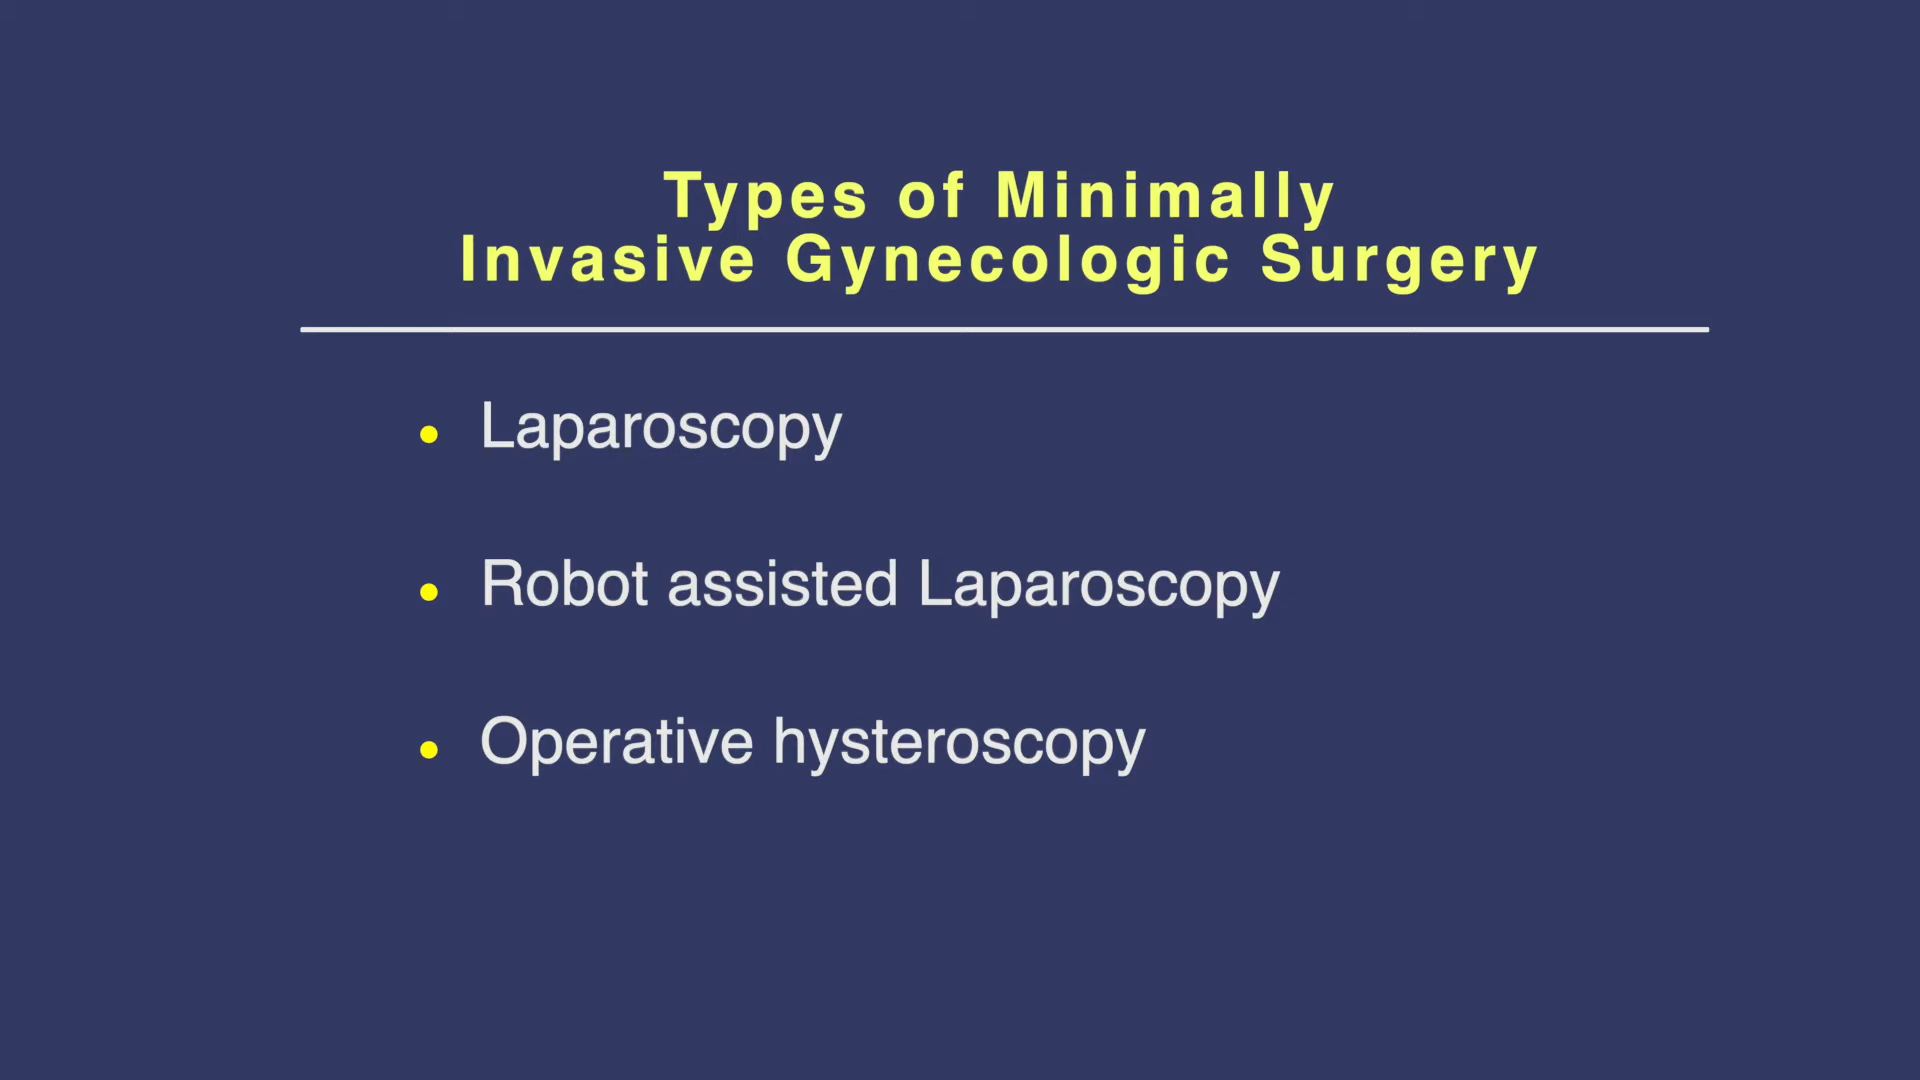 Types of Minimally
Invasive Gynecologic Surgery
• Laparoscopy
• Robot assisted Laparoscopy
• Operative hysteroscopy